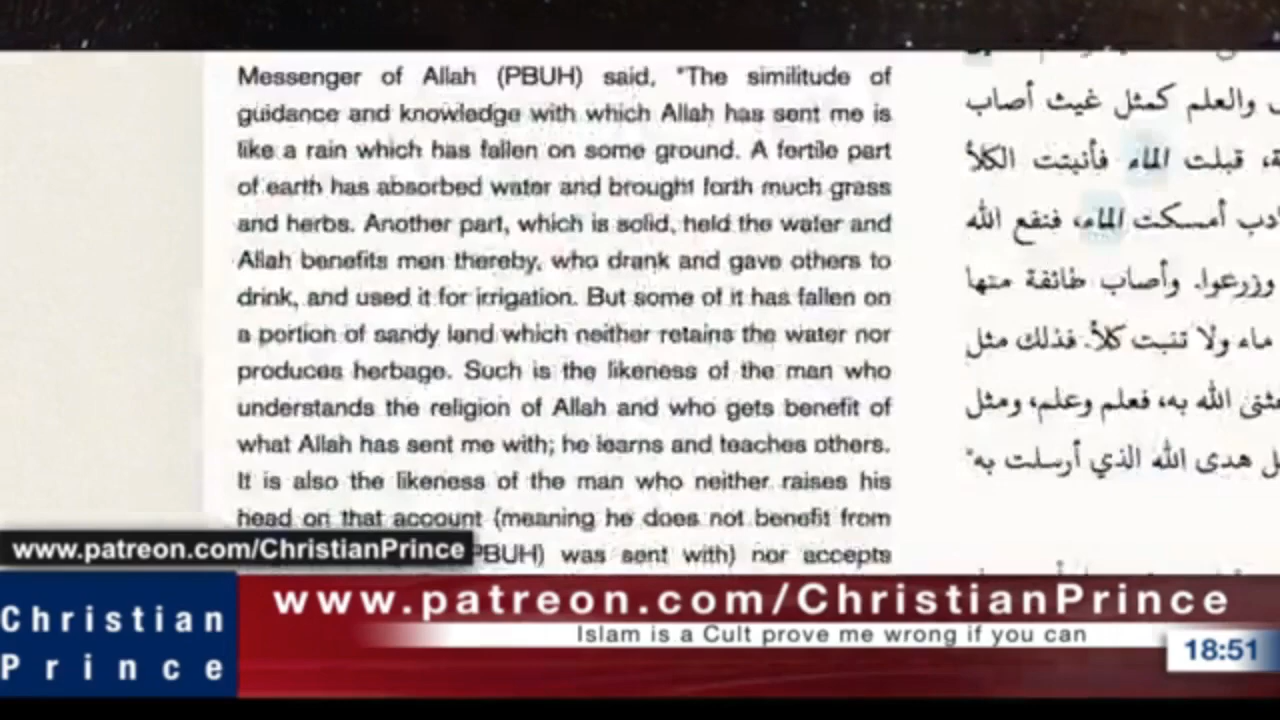 Messenger of Allah (PBUH) said, "The similitude of
guidance and knowledge with which Allah has sent me is
like a rain which has fallen on some ground. A fertile part
of earth has absorbed water and brought forth much grass
and herbs. Another part, which is solid, held the water and
Allah benefits men thereby, who drank and gave others to
drink, and used it for irrigation. But some of it has fallen on
a portion of sandy land which neither retains the water nor
produces herbage. Such is the likeness of the man who
understands the religion of Allah and who gets benefit of
what Allah has sent me with; he learns and teaches others.
It is also the likeness of the man who neither raises his
head on that account (meaning he does not benefit from
PBUH) was sent with) nor accepts
والعلم كمثل غيث أصاب
قبلت الماء فأنبتت الكلأ
أمسكت الماء، فنفع الله
وزرعوا. وأصاب طائفة منها
ماء ولا تنبت كلأ. فذلك مثل
الله به، فعلم وعلم، ومثل
هدى الله الذي أرسلت به"
www.patreon.com/ChristianPrince
Christian
Prince
www.patreon.com/ChristianPrince
Islam is a Cult prove me wrong if you can
18:51